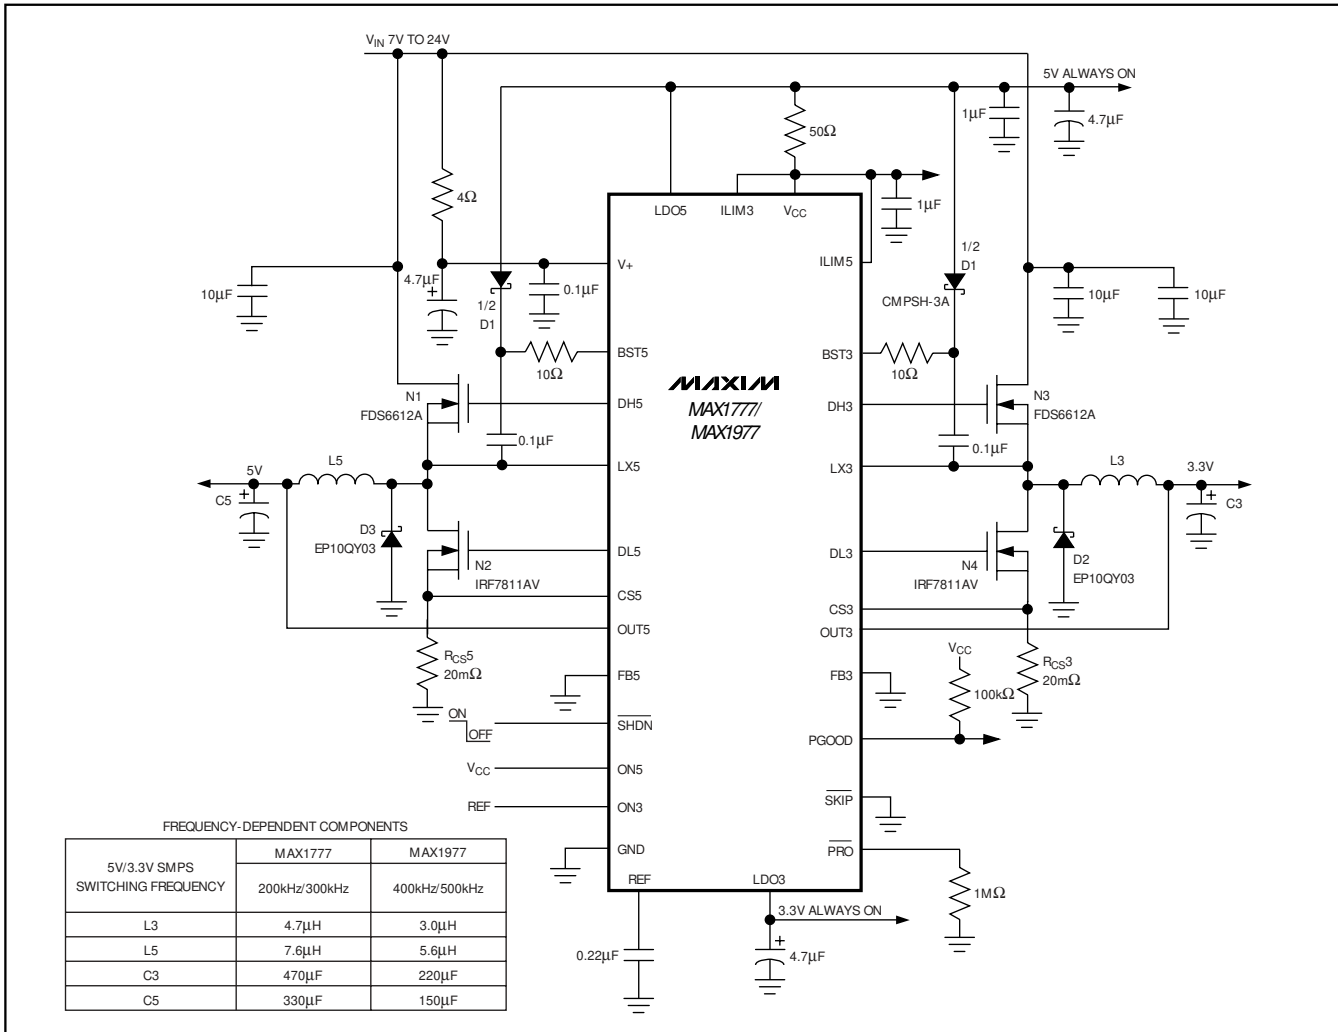 VIN 7V TO 24V
5V ALWAYS ON
1µF
4.7µF
50Ω
4Ω
LDO5 ILIM3 VCC
1µF
V+
ILIM5
1/2
D1
CMPSH-3A
10µF
4.7µF
+
1/2
D1
0.1µF
10µF
10µF
BST5
10Ω
BST3
10Ω
MAXIM
MAX1777/
MAX1977
N1
FDS6612A
DH5
DH3
N3
FDS6612A
0.1µF
0.1µF
LX5
LX3
5V
L5
L3
3.3V
C5
+
+
C3
D3
EP10QY03
N2
IRF7811AV
DL5
DL3
N4
IRF7811AV
D2
EP10QY03
CS5
CS3
OUT5
OUT3
RCS5
20mΩ
VCC
100kΩ
RCS3
20mΩ
FB5
FB3
ON
OFF
SHDN
PGOOD
VCC
ON5
REF
ON3
SKIP
GND
PRO
REF
LDO3
1MΩ
3.3V ALWAYS ON
0.22µF
+
4.7µF
FREQUENCY-DEPENDENT COMPONENTS
5V/3.3V SMPS
SWITCHING FREQUENCY
MAX1777 MAX1977
200kHz/300kHz 400kHz/500kHz
L3 4.7µH 3.0µH
L5 7.6µH 5.6µH
C3 470µF 220µF
C5 330µF 150µF